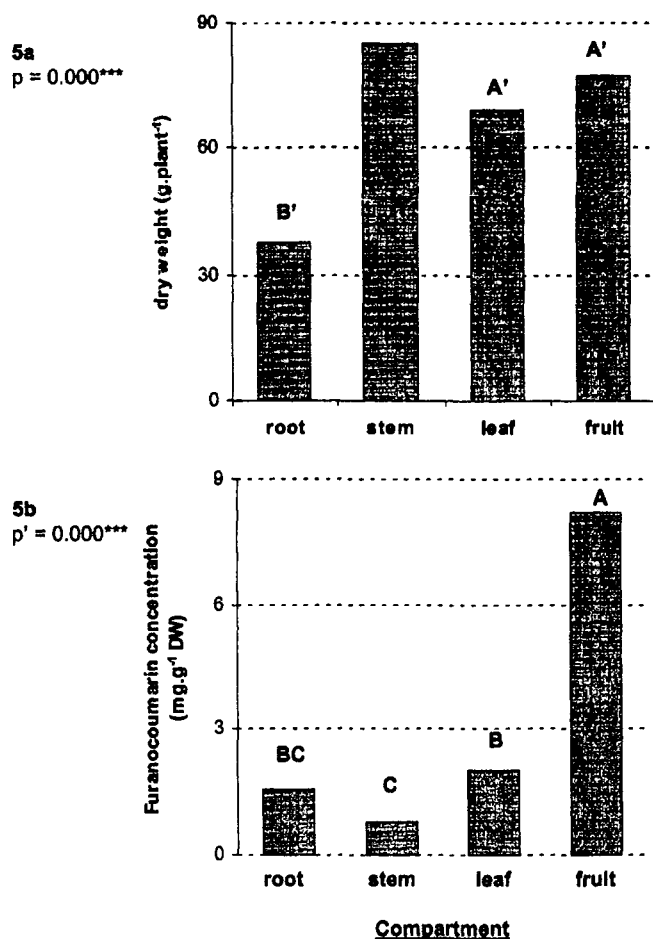 5a
p = 0.000***
dry weight (g.plant⁻¹)
90
60
30
0
B'
A'
A'
root stem leaf fruit
5b
p' = 0.000***
Furanocoumarin concentration
(mg.g⁻¹ DW)
9
6
3
0
BC
C
B
A
root stem leaf fruit
Compartment